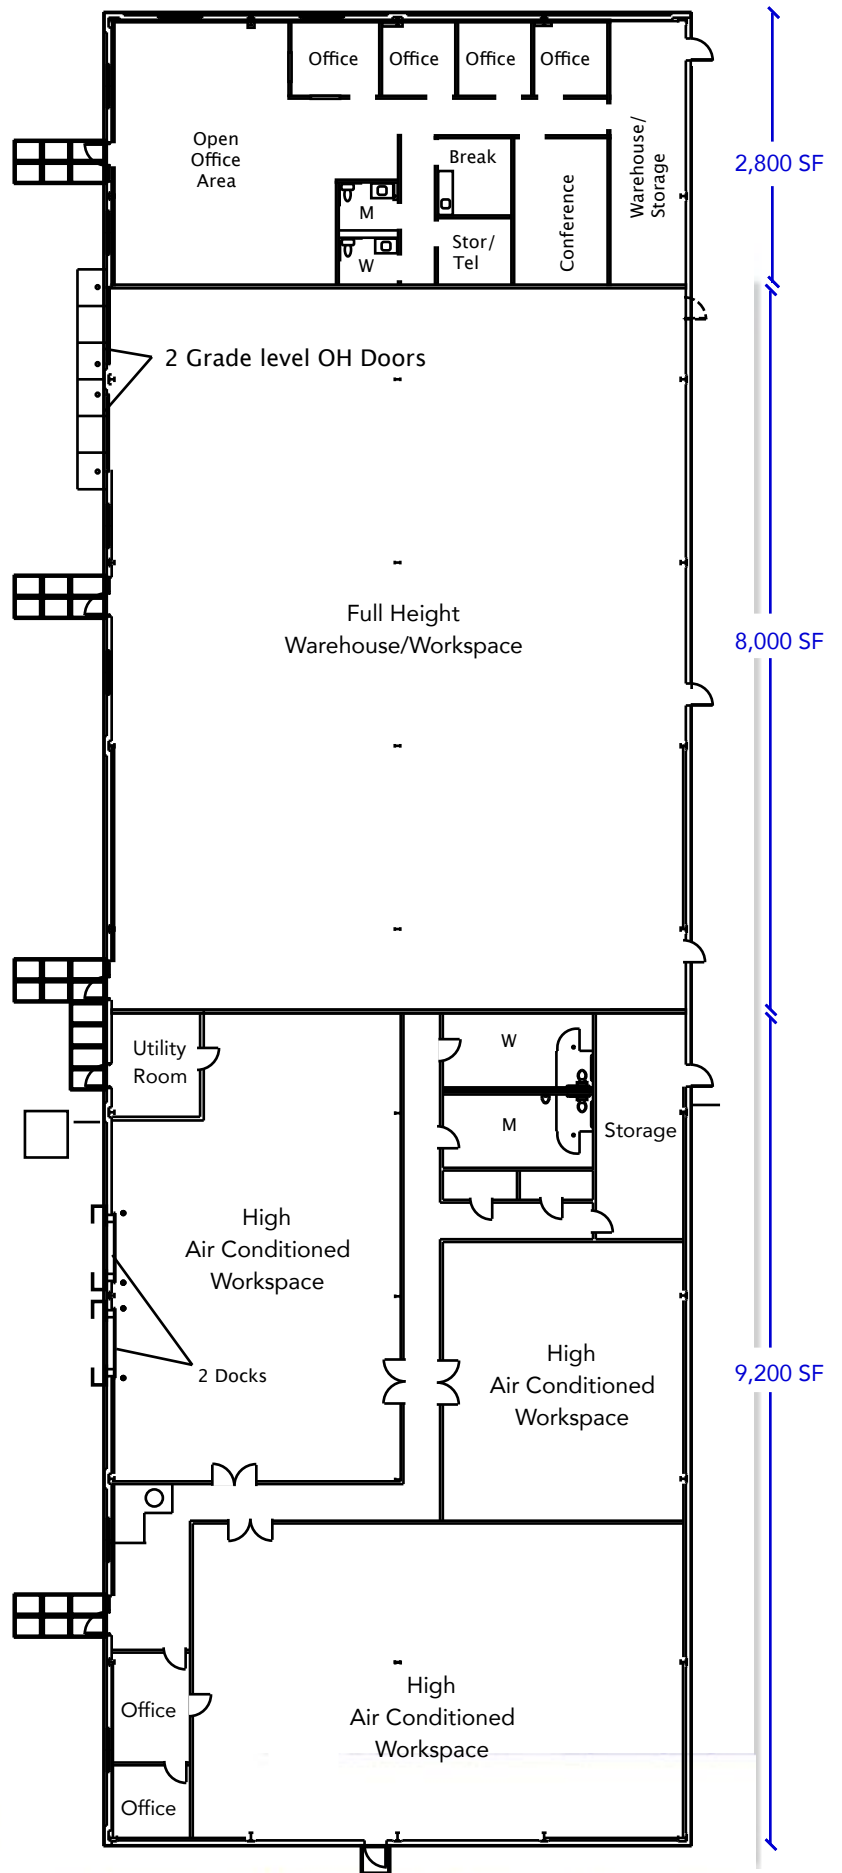 Office
Office
Office
Office
Open
Office
Area
Warehouse/
Storage
2,800 SF
Break
Conference
M
Stor/
Tel
W
2 Grade level OH Doors
Full Height
Warehouse/Workspace
8,000 SF
Utility
Room
W
M
Storage
High
Air Conditioned
Workspace
2 Docks
High
Air Conditioned
Workspace
9,200 SF
High
Air Conditioned
Workspace
Office
Office